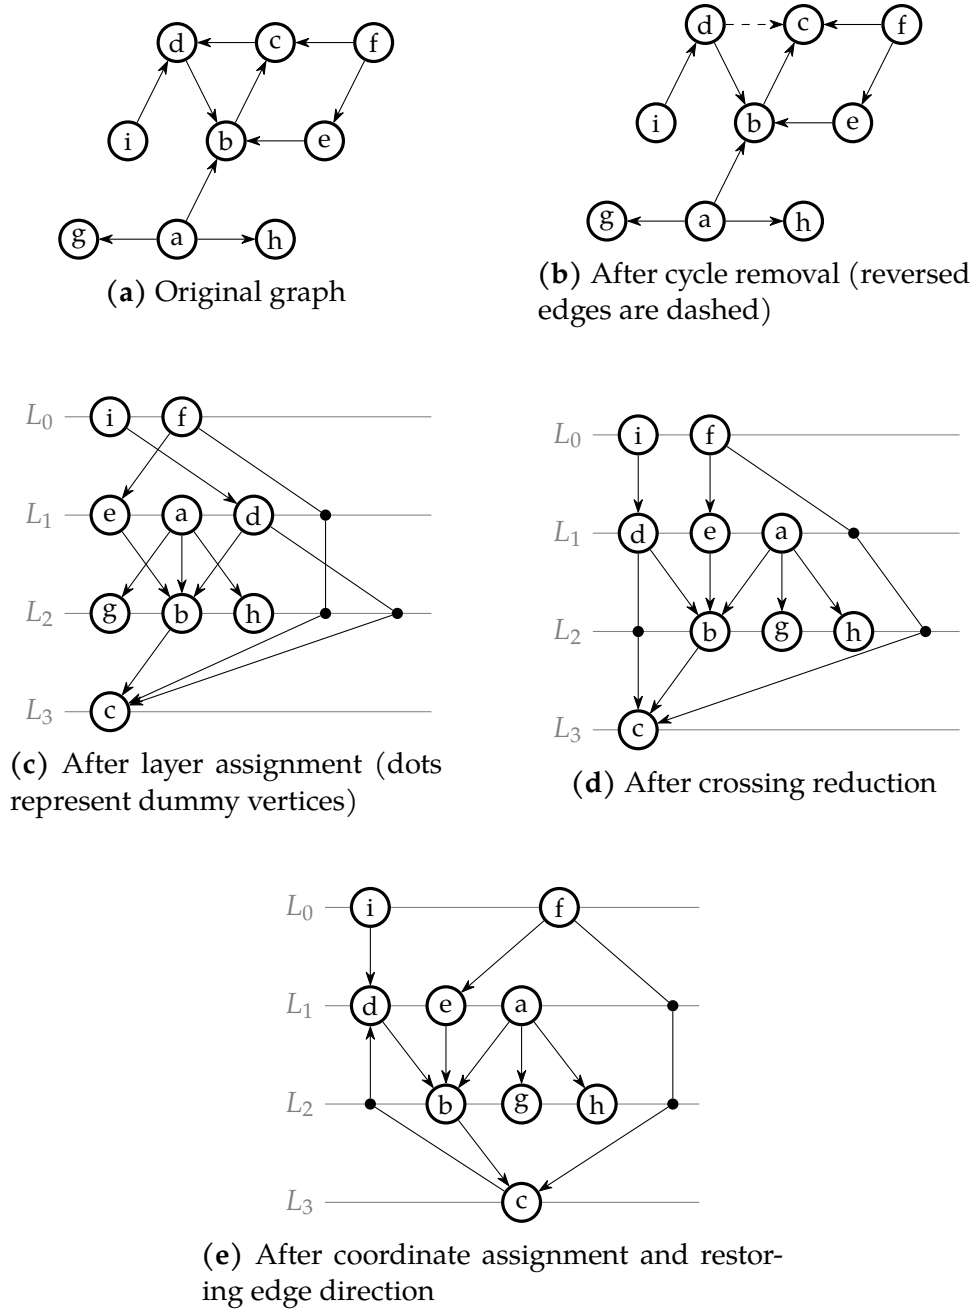 d c f
d c f
i b e
i b e
g a h
g a h
(a) Original graph
(b) After cycle removal (reversed
edges are dashed)
L0 i f
L1 e a d
L2 g b h
L3 c
(c) After layer assignment (dots
represent dummy vertices)
L0 i f
L1 d e a
L2 b g h
L3 c
(d) After crossing reduction
L0 i f
L1 d e a
L2 b g h
L3 c
(e) After coordinate assignment and restor-
ing edge direction